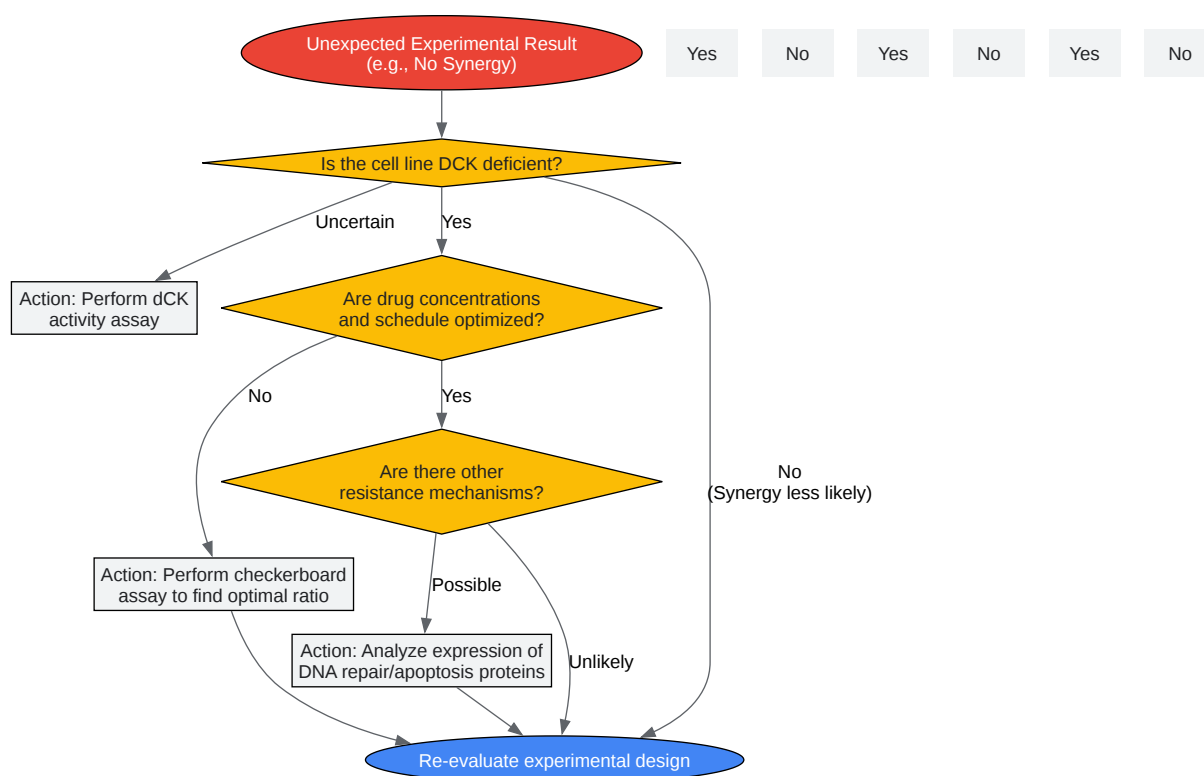 Unexpected Experimental Result
(e.g., No Synergy)
Yes
No
Yes
No
Yes
No
Is the cell line DCK deficient?
Uncertain
Yes
Action: Perform dCK
activity assay
Are drug concentrations
and schedule optimized?
No
Yes
Are there other
resistance mechanisms?
No
(Synergy less likely)
Action: Perform checkerboard
assay to find optimal ratio
Possible
Action: Analyze expression of
DNA repair/apoptosis proteins
Unlikely
Re-evaluate experimental design